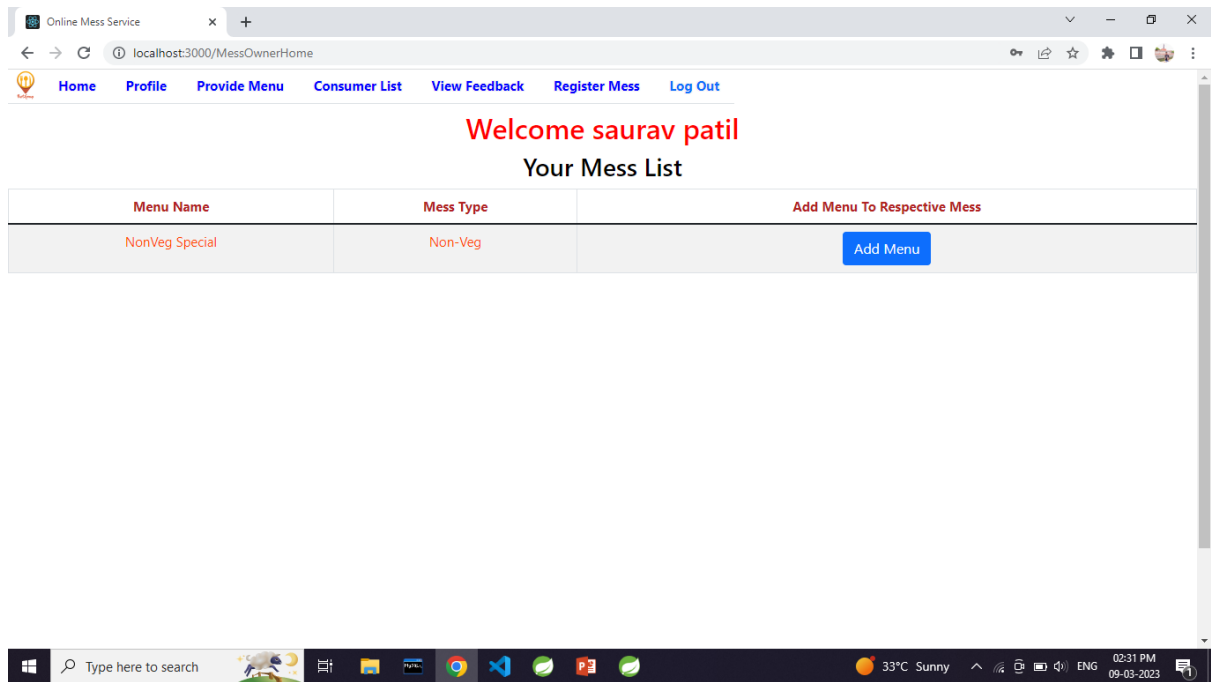 Online Mess Service
localhost:3000/MessOwnerHome
Home Profile Provide Menu Consumer List View Feedback Register Mess Log Out
Welcome saurav patil
Your Mess List
Menu Name Mess Type Add Menu To Respective Mess
NonVeg Special Non-Veg Add Menu
Type here to search 33°C Sunny ENG 02:31 PM
09-03-2023